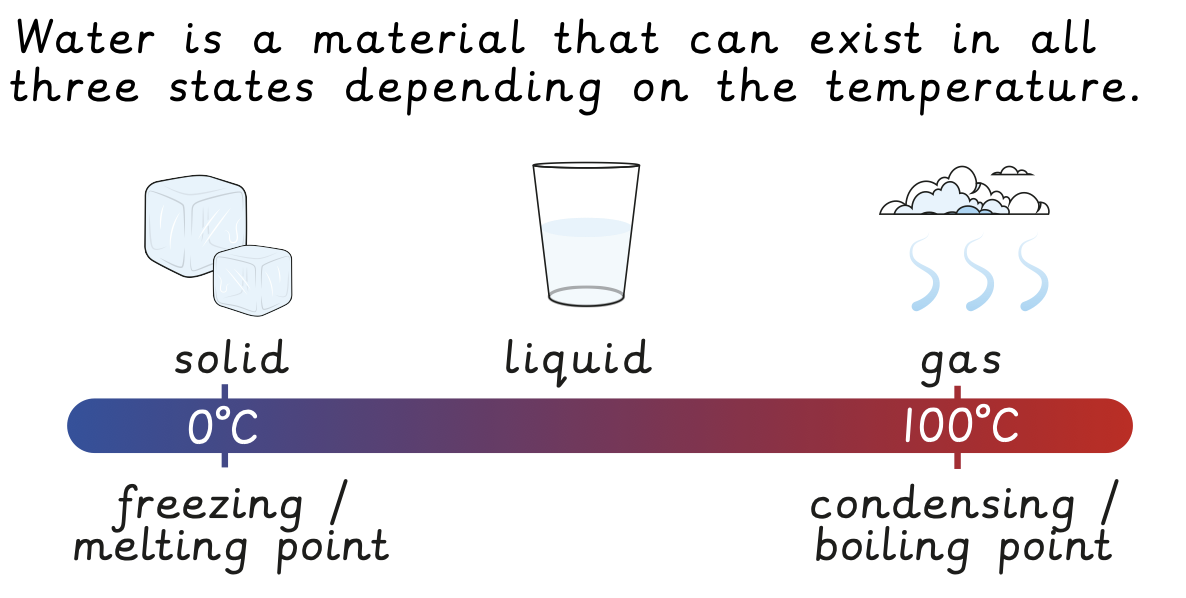 Water is a material that can exist in all
three states depending on the temperature.
solid
liquid
gas
0°C
100°C
freezing /
melting point
condensing /
boiling point